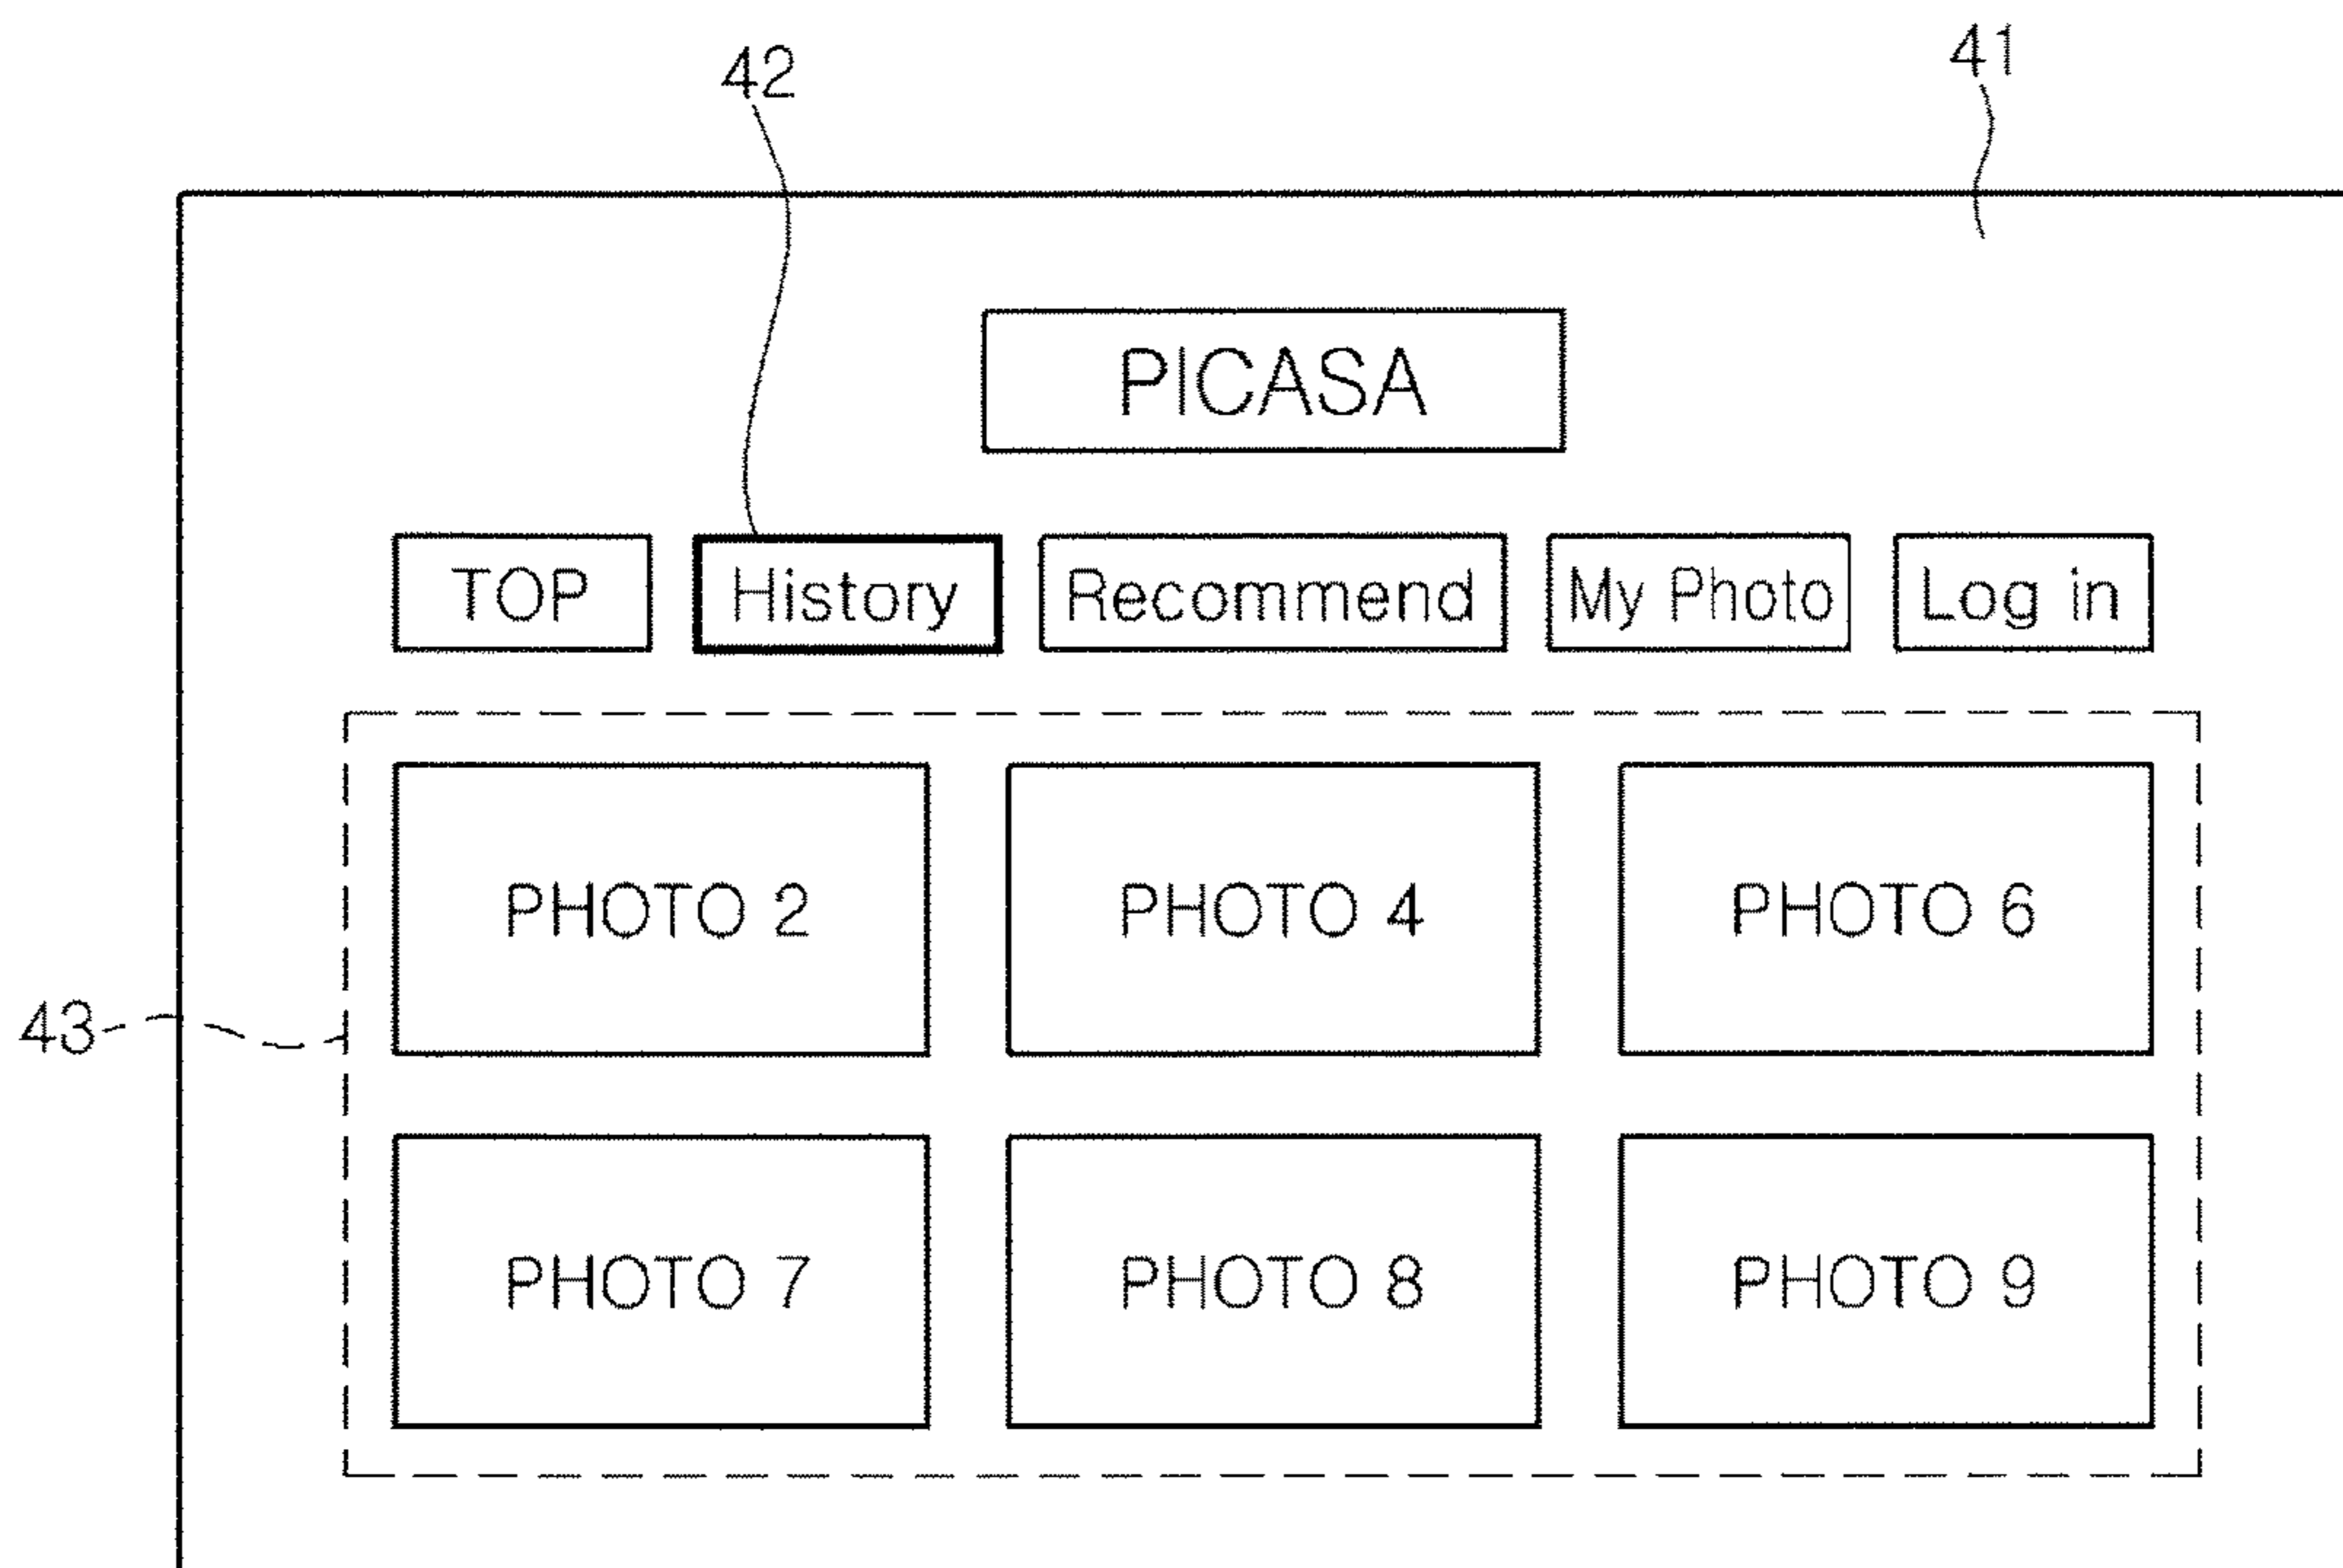 42 41
PICASA
TOP History Recommend My Photo Log in
PHOTO 2 PHOTO 4 PHOTO 6
43
PHOTO 7 PHOTO 8 PHOTO 9